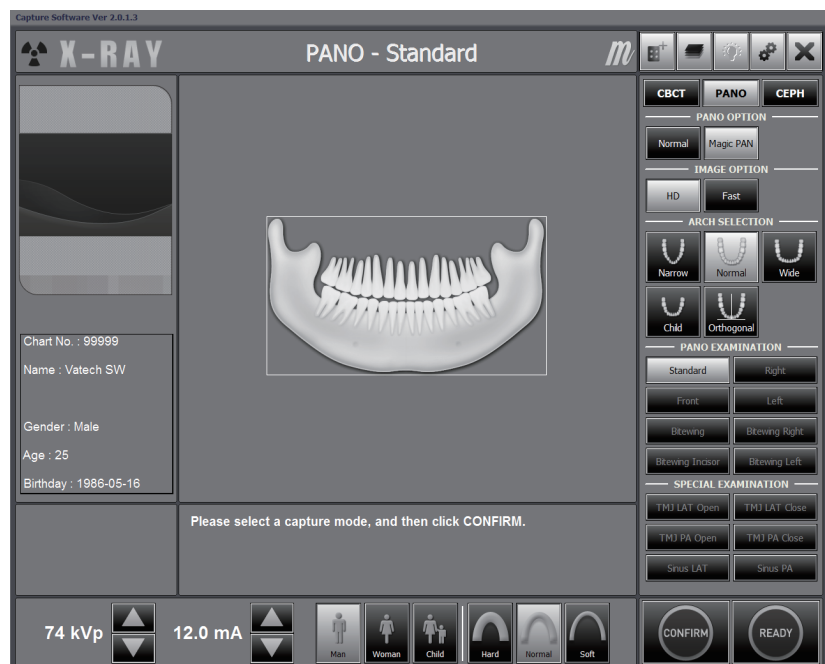 Capture Software Ver 2.0.1.3
X-RAY
PANO - Standard
m
CBCT PANO CEPH
PANO OPTION
Normal Magic PAN
IMAGE OPTION
HD Fast
ARCH SELECTION
Narrow Normal Wide
Child Orthogonal
PANO EXAMINATION
Standard Right
Front Left
Bitewing Bitewing Right
Bitewing Incisor Bitewing Left
SPECIAL EXAMINATION
TMJ LAT Open TMJ LAT Close
TMJ PA Open TMJ PA Close
Sinus LAT Sinus PA
Chart No. : 99999
Name : Vatech SW
Gender : Male
Age : 25
Birthday : 1986-05-16
Please select a capture mode, and then click CONFIRM.
74 kVp 12.0 mA
Man Woman Child Hard Normal Soft
CONFIRM READY